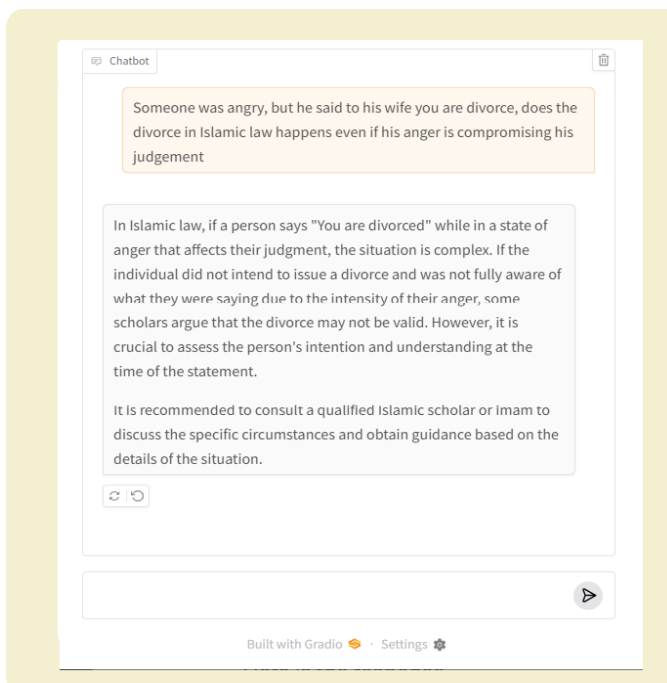 Chatbot
Someone was angry, but he said to his wife you are divorce, does the
divorce in Islamic law happens even if his anger is compromising his
judgement
In Islamic law, if a person says "You are divorced" while in a state of
anger that affects their judgment, the situation is complex. If the
individual did not intend to issue a divorce and was not fully aware of
what they were saying due to the intensity of their anger, some
scholars argue that the divorce may not be valid. However, it is
crucial to assess the person's intention and understanding at the
time of the statement.
It is recommended to consult a qualified Islamic scholar or Imam to
discuss the specific circumstances and obtain guidance based on the
details of the situation.
Built with Gradio · Settings